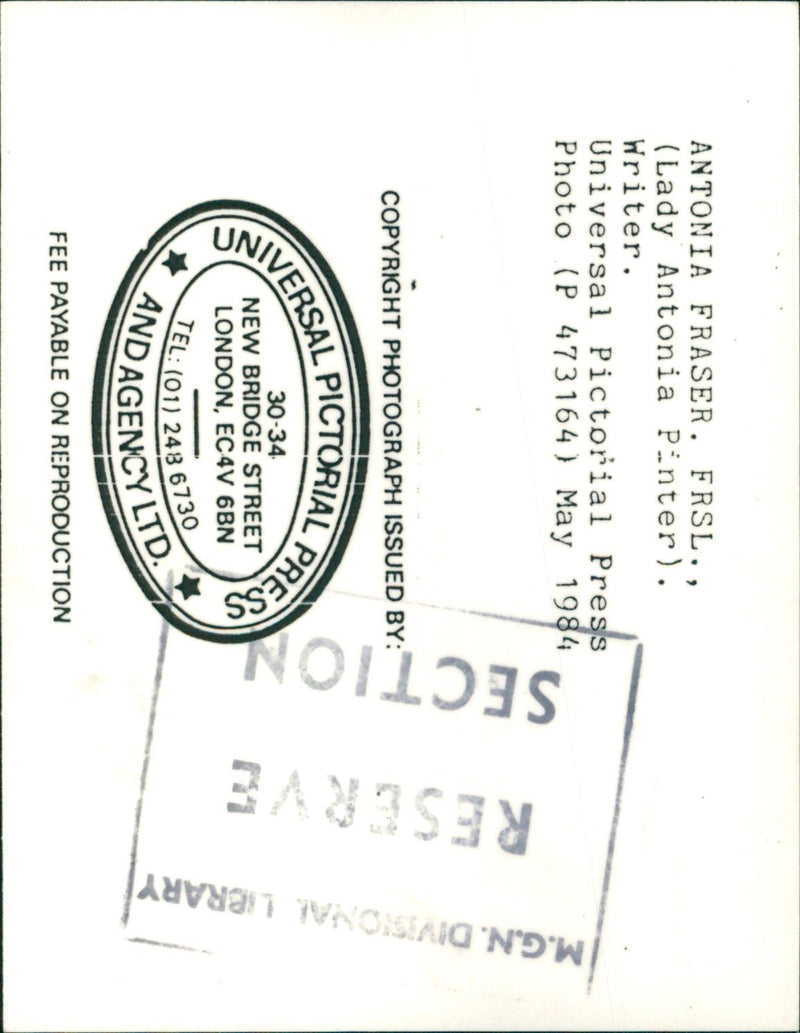 ANTONIA FRASER. FRSL.,
(Lady Antonia Pinter).
Writer.
Universal Pictorial Press
Photo (P 473164) May 1984
COPYRIGHT PHOTOGRAPH ISSUED BY:
UNIVERSAL PICTORIAL PRESS
30-34
NEW BRIDGE STREET
LONDON, EC4V 6BN
TEL: (01) 248 6730
AND AGENCY LTD.
FEE PAYABLE ON REPRODUCTION
M.G.N. DIVISIONAL LIBRARY
RESERVE
SECTION